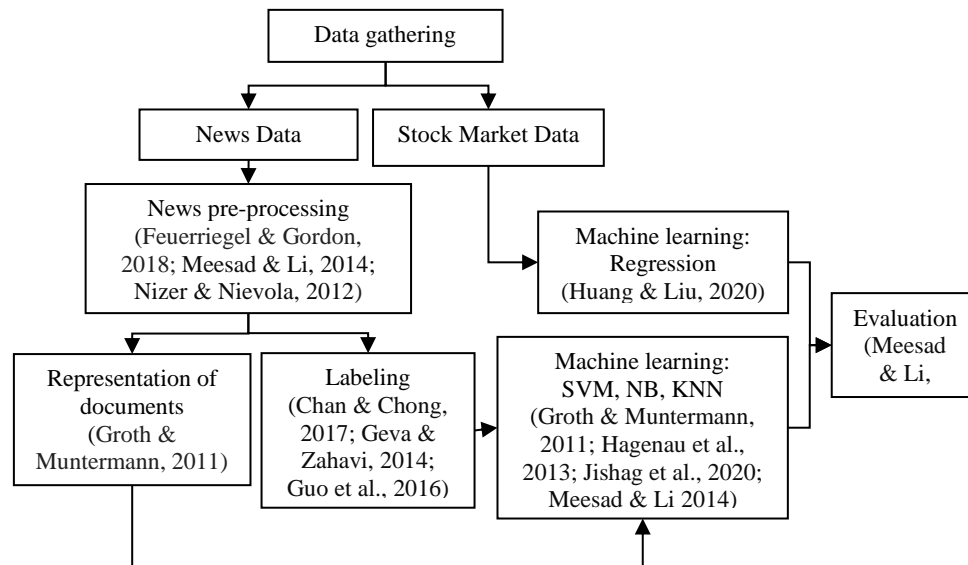 Data gathering
News Data
Stock Market Data
News pre-processing
(Feuerriegel & Gordon,
2018; Meesad & Li, 2014;
Nizer & Nievola, 2012)
Machine learning:
Regression
(Huang & Liu, 2020)
Evaluation
(Meesad
& Li,
Representation of
documents
(Groth &
Muntermann, 2011)
Labeling
(Chan & Chong,
2017; Geva &
Zahavi, 2014;
Guo et al., 2016)
Machine learning:
SVM, NB, KNN
(Groth & Muntermann,
2011; Hagenau et al.,
2013; Jishag et al., 2020;
Meesad & Li 2014)